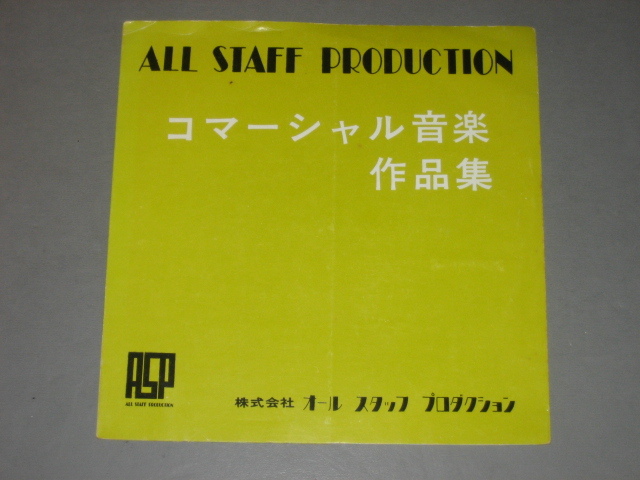 ALL STAFF PRODUCTION
コマーシャル音楽
作品集
ASP
ALL STAFF PRODUCTION
株式会社 オール スタッフ プロダクション